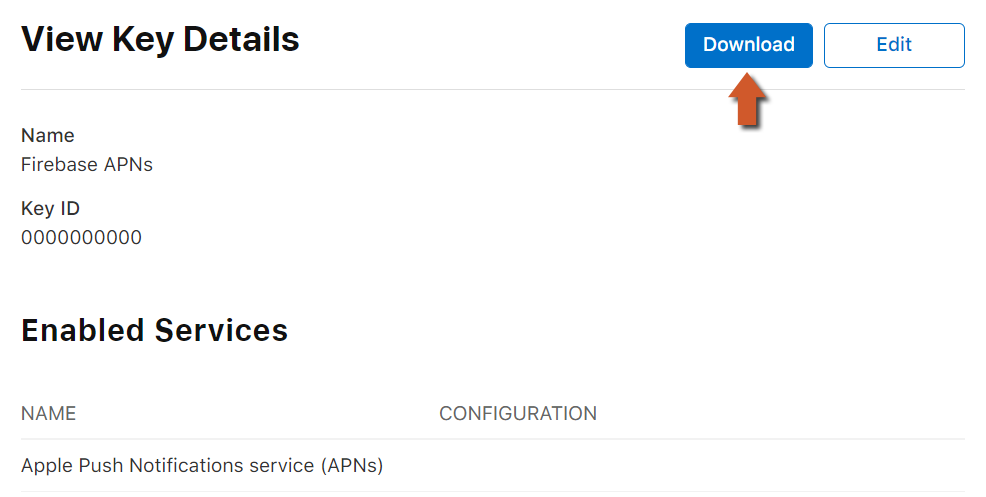 View Key Details
Download
Edit
Name
Firebase APNs
Key ID
0000000000
Enabled Services
NAME CONFIGURATION
Apple Push Notifications service (APNs)